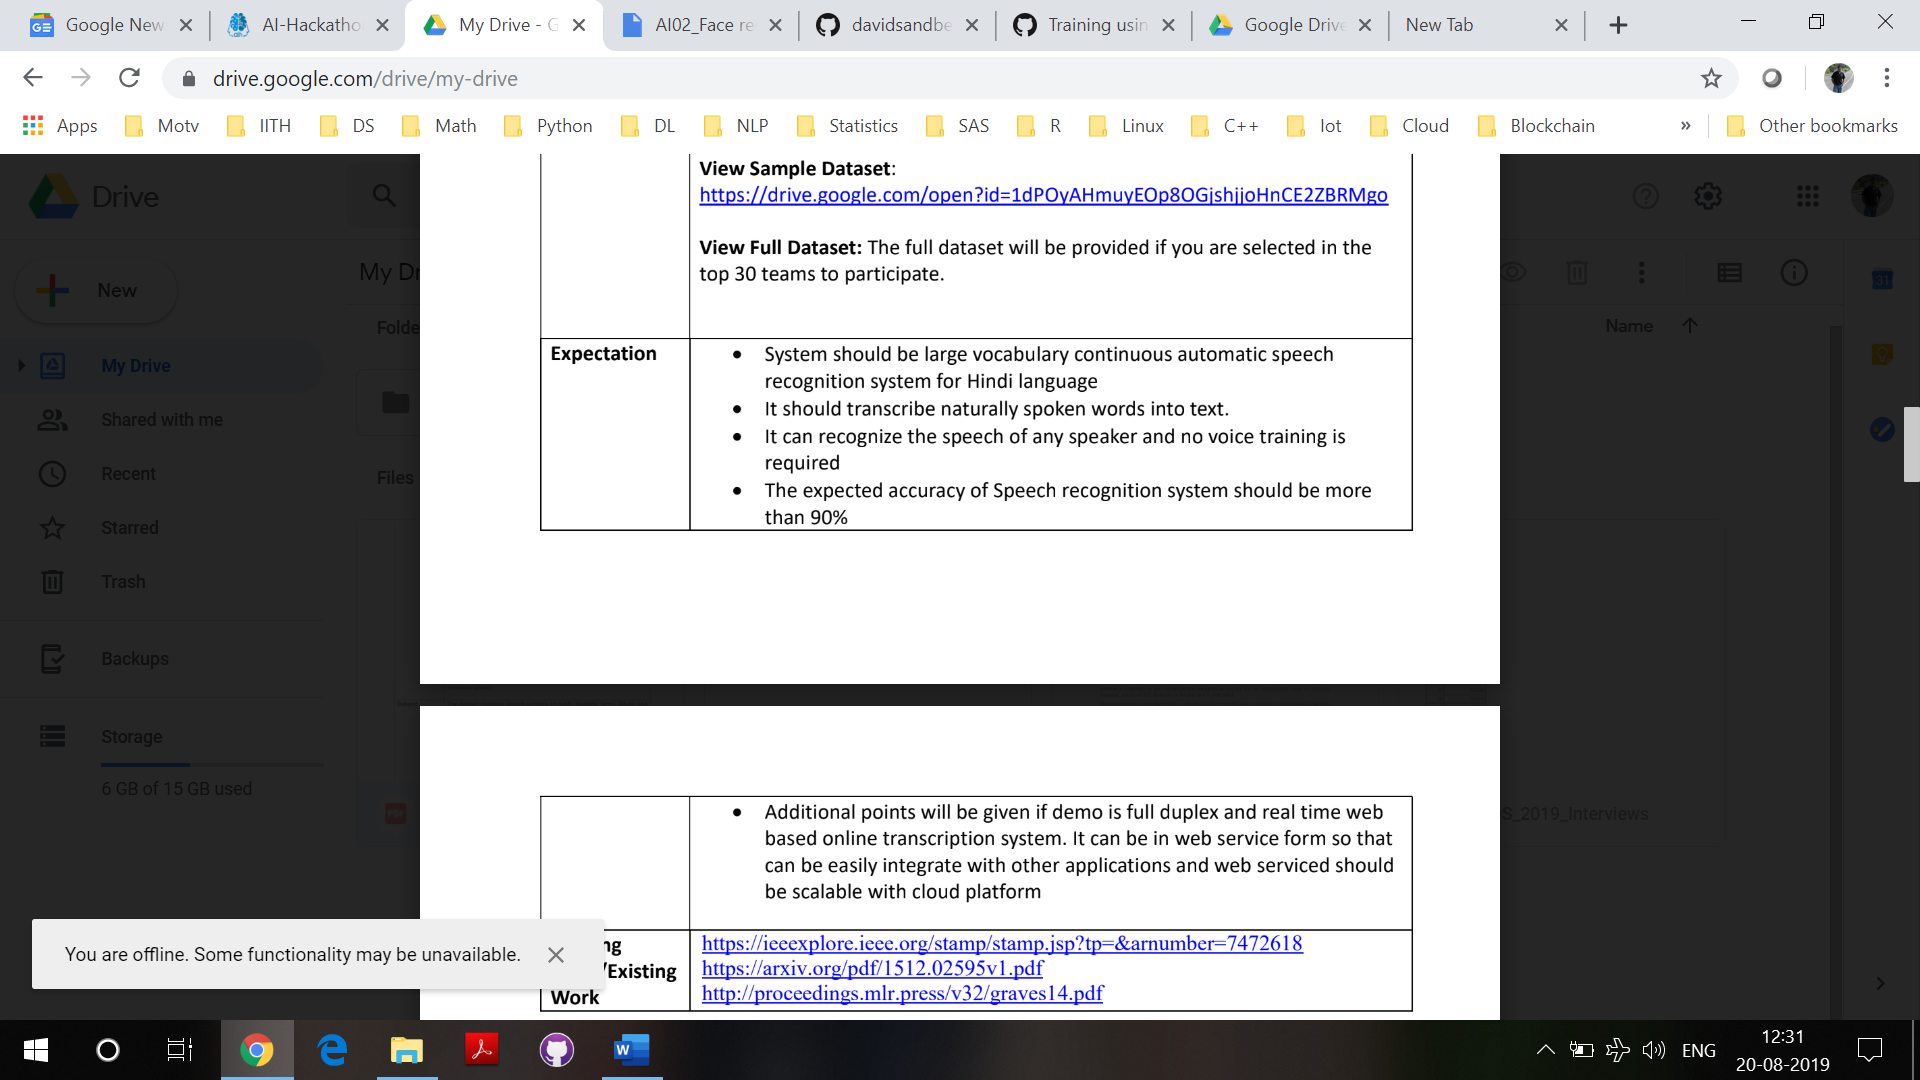 Google New
AI-Hackatho
My Drive - G
AI02_Face re
davidsandbe
Training usin
Google Drive
New Tab
drive.google.com/drive/my-drive
Apps
Motv
IITH
DS
Math
Python
DL
NLP
Statistics
SAS
R
Linux
C++
Iot
Cloud
Blockchain
»
Other bookmarks
Drive
New
My Drive
Shared with me
Recent
Starred
Trash
Backups
Storage
6 GB of 15 GB used
My Dr
Folde
Files
Name
31
S_2019_Interviews
View Sample Dataset:
https://drive.google.com/open?id=1dPOyAHmuyEOp8OGjshjjoHnCE2ZBRMgo
View Full Dataset: The full dataset will be provided if you are selected in the
top 30 teams to participate.
Expectation
• System should be large vocabulary continuous automatic speech
recognition system for Hindi language
• It should transcribe naturally spoken words into text.
• It can recognize the speech of any speaker and no voice training is
required
• The expected accuracy of Speech recognition system should be more
than 90%
• Additional points will be given if demo is full duplex and real time web
based online transcription system. It can be in web service form so that
can be easily integrate with other applications and web serviced should
be scalable with cloud platform
ng
/Existing
Work
https://ieeexplore.ieee.org/stamp/stamp.jsp?tp=&arnumber=7472618
https://arxiv.org/pdf/1512.02595v1.pdf
http://proceedings.mlr.press/v32/graves14.pdf
You are offline. Some functionality may be unavailable.
ENG
12:31
20-08-2019